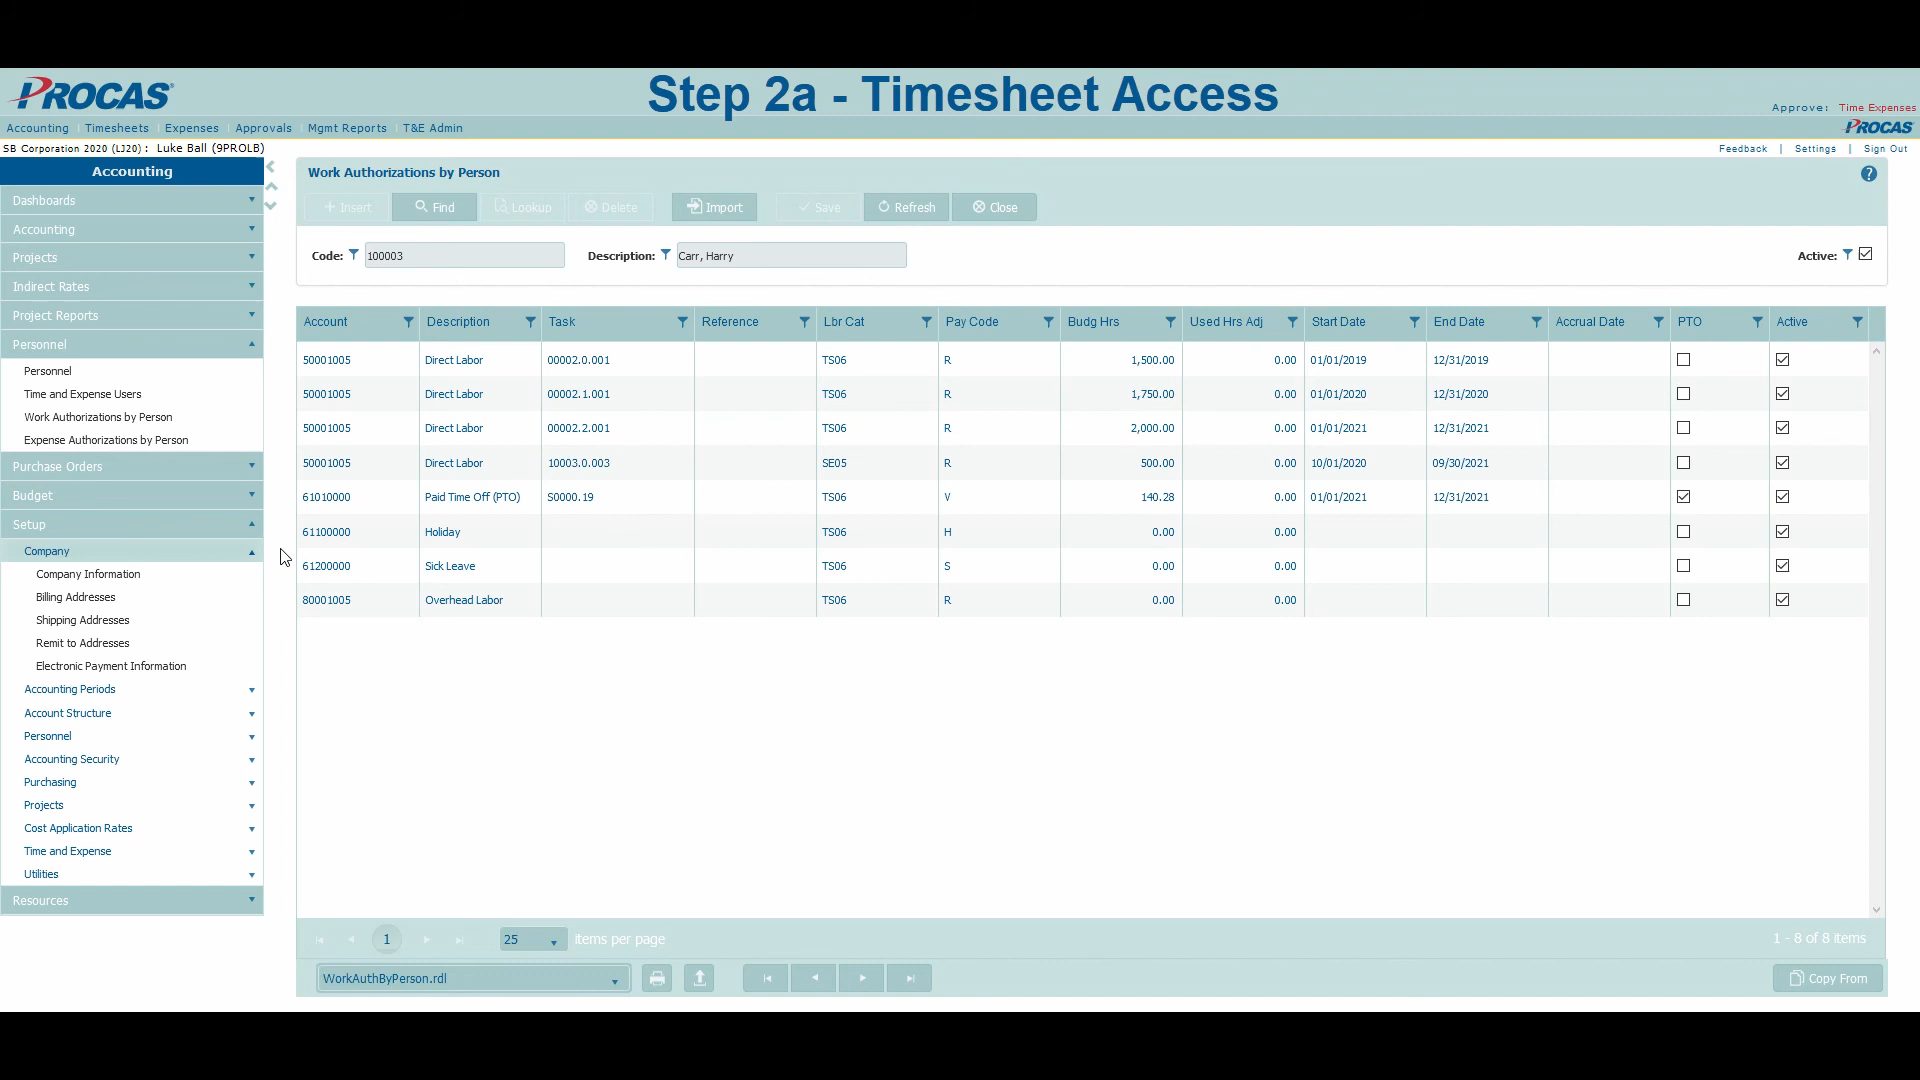 PROCAS
Step 2a - Timesheet Access
Approve: Time Expenses
Accounting | Timesheets | Expenses | Approvals | Mgmt Reports | T&E Admin
PROCAS
SB Corporation 2020 (LJ20) : Luke Ball (9PROLB)
Feedback | Settings | Sign Out
Accounting
Dashboards
Accounting
Projects
Indirect Rates
Project Reports
Personnel
Personnel
Time and Expense Users
Work Authorizations by Person
Expense Authorizations by Person
Purchase Orders
Budget
Setup
Company
Company Information
Billing Addresses
Shipping Addresses
Remit to Addresses
Electronic Payment Information
Accounting Periods
Account Structure
Personnel
Accounting Security
Purchasing
Projects
Cost Application Rates
Time and Expense
Utilities
Resources
Work Authorizations by Person
?
+ Insert Find Lookup Delete Import Save Refresh Close
Code: 100003 Description: Carr, Harry Active:
Account Description Task Reference Lbr Cat Pay Code Budg Hrs Used Hrs Adj Start Date End Date Accrual Date PTO Active
50001005 Direct Labor 00002.0.001 TS06 R 1,500.00 0.00 01/01/2019 12/31/2019
50001005 Direct Labor 00002.1.001 TS06 R 1,750.00 0.00 01/01/2020 12/31/2020
50001005 Direct Labor 00002.2.001 TS06 R 2,000.00 0.00 01/01/2021 12/31/2021
50001005 Direct Labor 10003.0.003 SE05 R 500.00 0.00 10/01/2020 09/30/2021
61010000 Paid Time Off (PTO) S0000.19 TS06 V 140.28 0.00 01/01/2021 12/31/2021
61100000 Holiday TS06 H 0.00 0.00
61200000 Sick Leave TS06 S 0.00 0.00
80001005 Overhead Labor TS06 R 0.00 0.00
1 25 items per page 1 - 8 of 8 items
WorkAuthByPerson.rdl Copy From